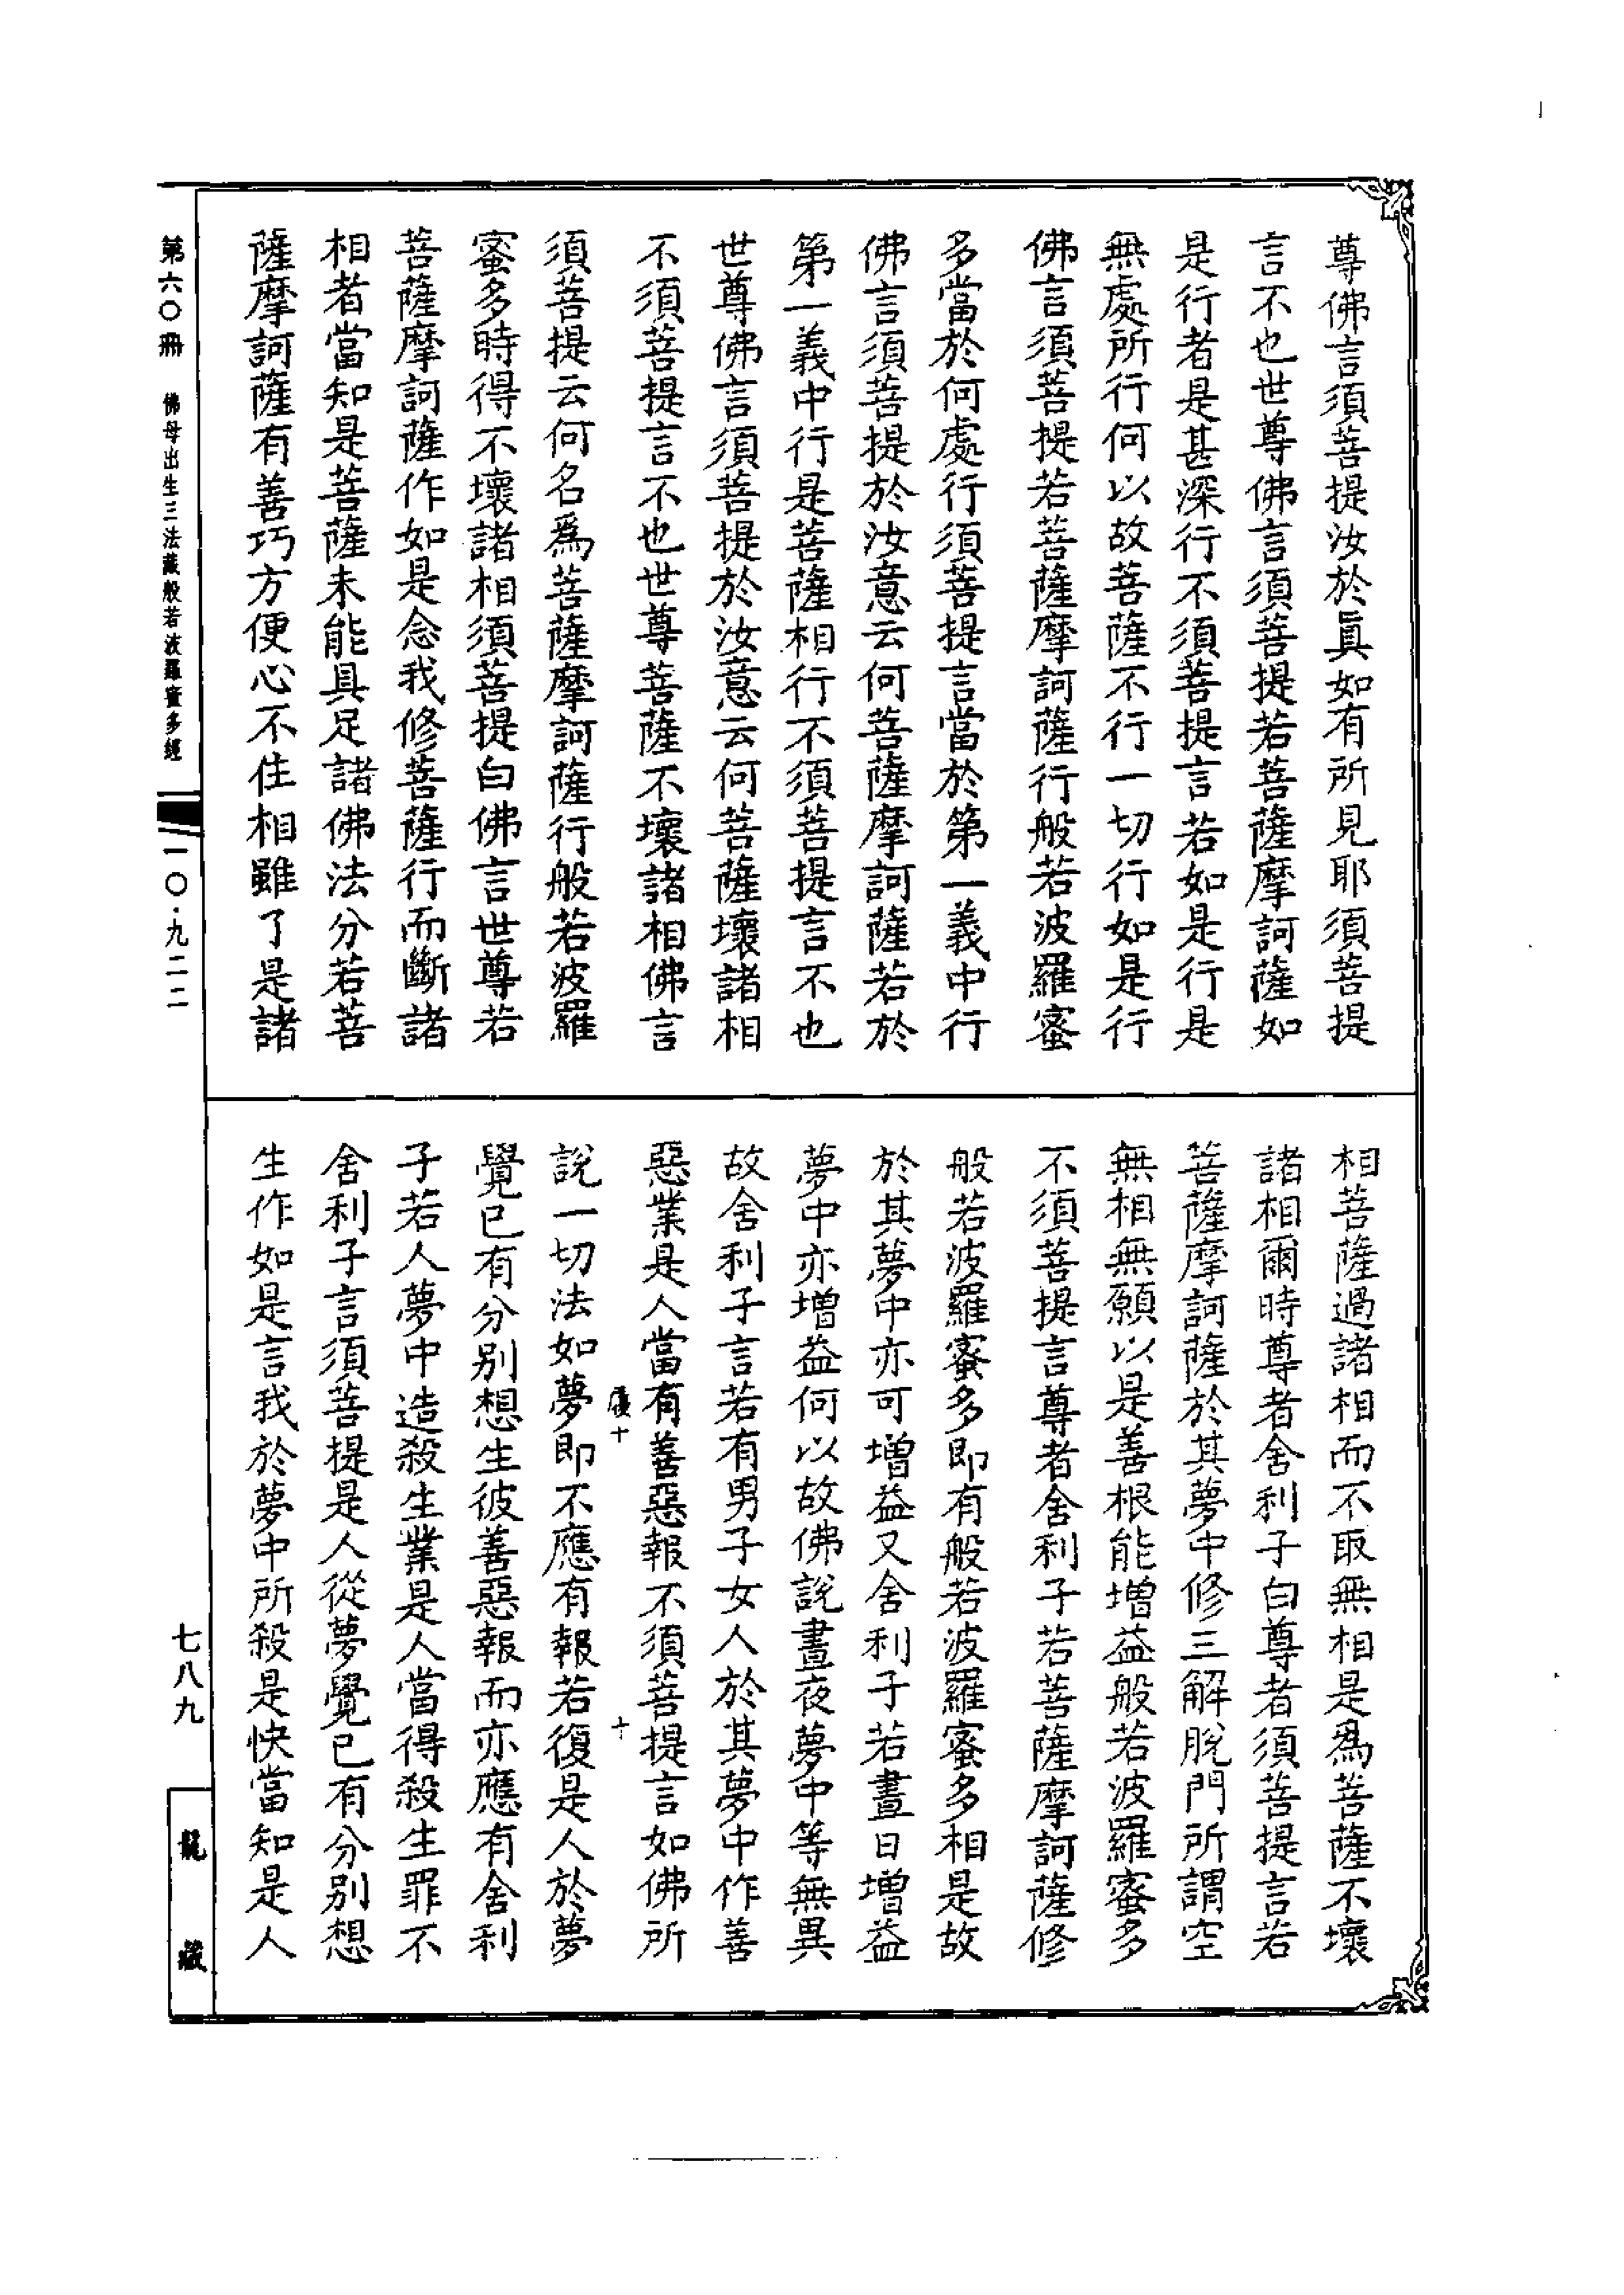 尊佛言須菩提汝於眞如有所見耶須菩提
言不也世尊佛言須菩提若菩薩摩訶薩如
是行者是甚深行不須菩提言若如是行是
無處所行何以故菩薩不行一切行如是行
佛言須菩提若菩薩摩訶薩行般若波羅蜜
多當於何處行須菩提言當於第一義中行
佛言須菩提於汝意云何菩薩摩訶薩若於
第一義中行是菩薩相行不須菩提言不也
世尊佛言須菩提於汝意云何菩薩壞諸相
不須菩提言不也世尊菩薩不壞諸相佛言
須菩提云何名爲菩薩摩訶薩行般若波羅
蜜多時得不壞諸相須菩提白佛言世尊若
菩薩摩訶薩作如是念我修菩薩行而斷諸
相者當知是菩薩未能具足諸佛法分若菩
薩摩訶薩有善巧方便心不住相雖了是諸
相菩薩過諸相而不取無相是爲菩薩不壞
諸相爾時尊者舍利子白尊者須菩提言若
菩薩摩訶薩於其夢中修三解脫門所謂空
無相無願以是善根能增益般若波羅蜜多
不須菩提言尊者舍利子若菩薩摩訶薩修
般若波羅蜜多即有般若波羅蜜多相是故
於其夢中亦可增益又舍利子若晝日增益
夢中亦增益何以故佛說晝夜夢中等無異
故舍利子言若有男子女人於其夢中作善
惡業是人當有善惡報不須菩提言如佛所
履十
十
說一切法如夢即不應有報若復是人於夢
覺已有分別想生彼善惡報而亦應有舍利
子若人夢中造殺生業是人當得殺生罪不
舍利子言須菩提是人從夢覺已有分別想
生作如是言我於夢中所殺是快當知是人
第六〇冊 佛母出生三法藏般若波羅蜜多經
一〇·九二二
七八九
龍藏